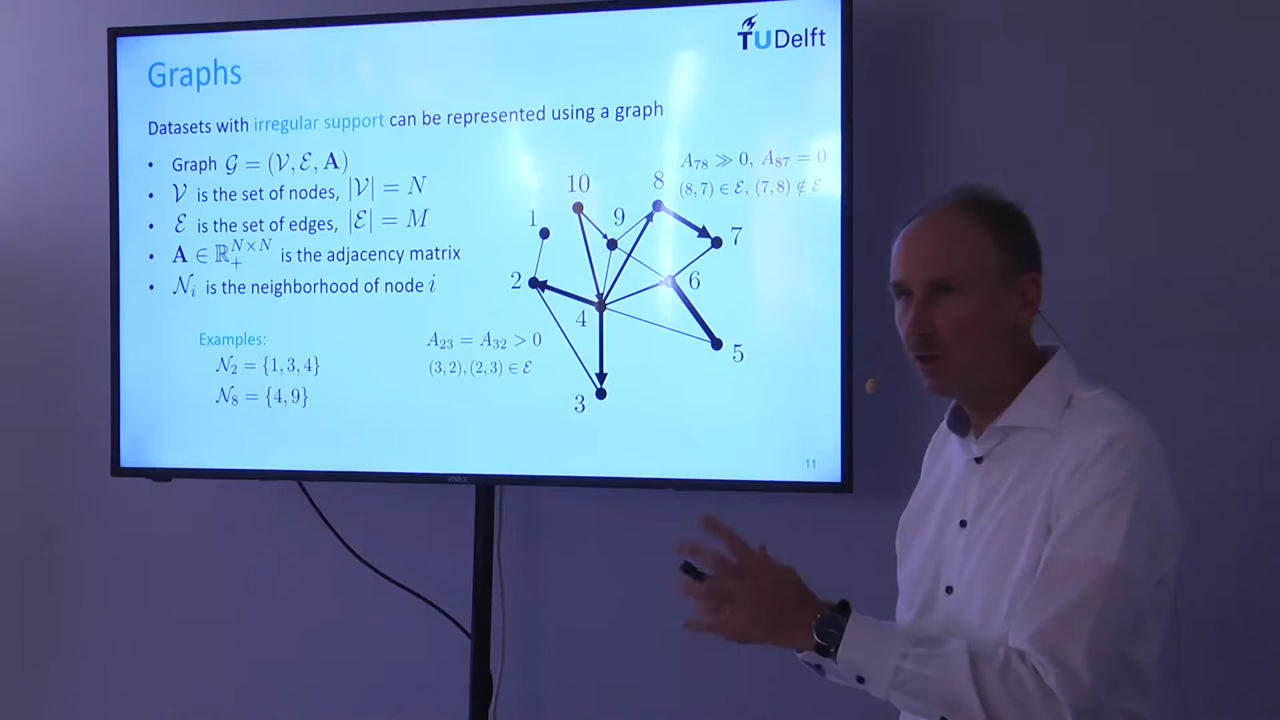 TUDelft
Graphs
Datasets with irregular support can be represented using a graph
• Graph 𝒢 = (𝒱, ℰ, A)
• 𝒱 is the set of nodes, |𝒱| = N
• ℰ is the set of edges, |ℰ| = M
• A ∈ ℝ₊^{N×N} is the adjacency matrix
• 𝒩ᵢ is the neighborhood of node i
Examples:
𝒩₂ = {1, 3, 4}
𝒩₈ = {4, 9}
A₂₃ = A₃₂ > 0
(3, 2), (2, 3) ∈ ℰ
A₇₈ ≫ 0, A₈₇ = 0
(8, 7) ∈ ℰ, (7, 8) ∉ ℰ
10
8
1
9
7
2
6
4
5
3
11